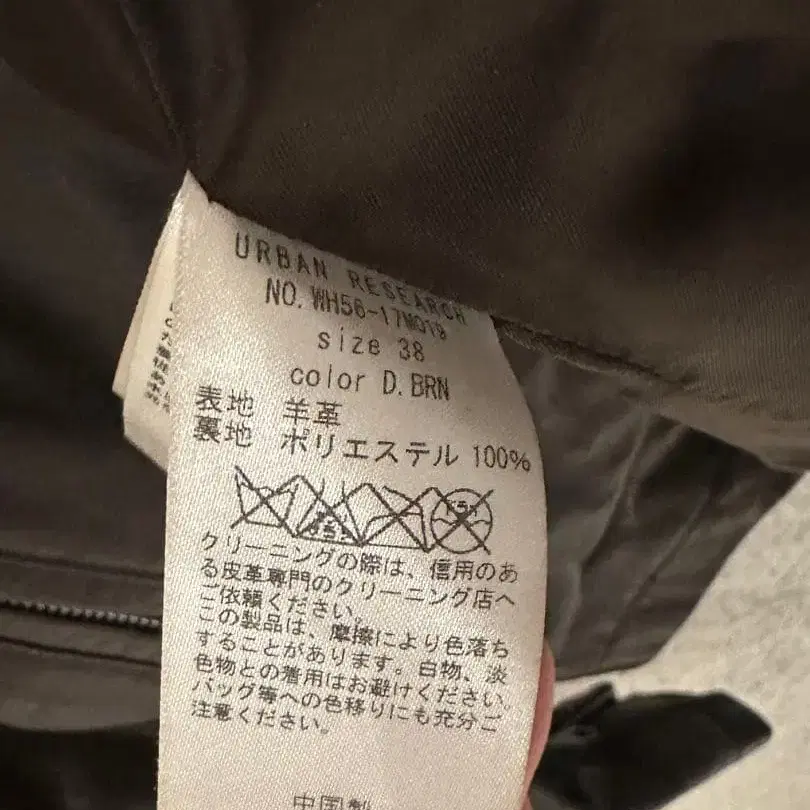 URBAN RESEARCH
NO. WH56-17M019
size 38
color D.BRN
表地 羊革
裏地 ポリエステル 100%
クリーニングの際は、信用のあ
る皮革専門のクリーニング店へ
ご依頼ください。
この製品は、摩擦により色落ち
することがあります。白物、淡
色物との着用はお避けください。
バッグ等への色移りにも充分ご
注意ください。
中国製